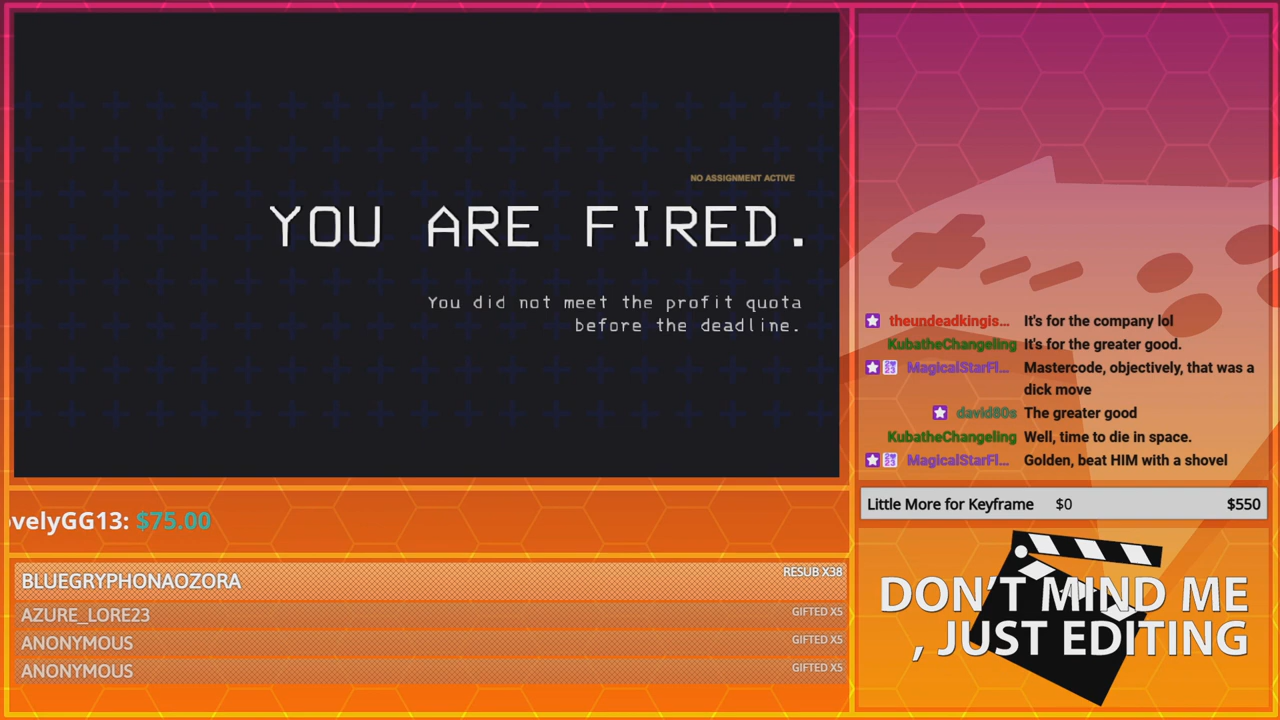 NO ASSIGNMENT ACTIVE
YOU ARE FIRED.
You did not meet the profit quota
before the deadline.
theundeadkingis... It's for the company lol
KubatheChangeling It's for the greater good.
MagicalStarFl... Mastercode, objectively, that was a
dick move
david80s The greater good
KubatheChangeling Well, time to die in space.
MagicalStarFl... Golden, beat HIM with a shovel
Little More for Keyframe $0 $550
ovelyGG13: $75.00
BLUEGRYPHONAOZORA RESUB X38
AZURE_LORE23 GIFTED X5
ANONYMOUS GIFTED X5
ANONYMOUS GIFTED X5
DON'T MIND ME
, JUST EDITING